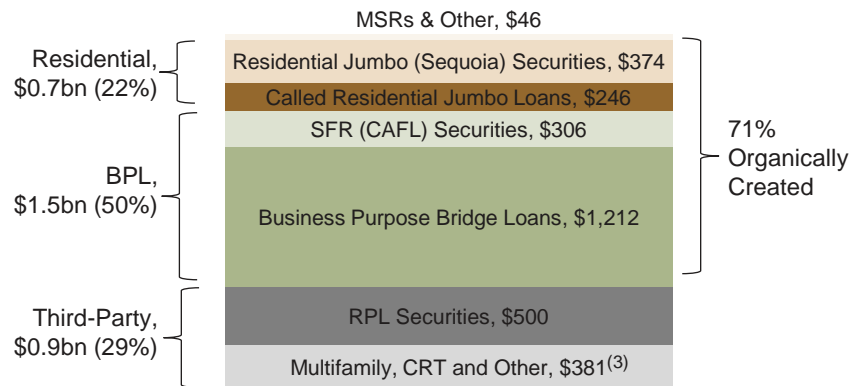 MSRs & Other, $46
Residential,
$0.7bn (22%)
Residential Jumbo (Sequoia) Securities, $374
Called Residential Jumbo Loans, $246
SFR (CAFL) Securities, $306
BPL,
$1.5bn (50%)
Business Purpose Bridge Loans, $1,212
71%
Organically
Created
Third-Party,
$0.9bn (29%)
RPL Securities, $500
Multifamily, CRT and Other, $381(3)